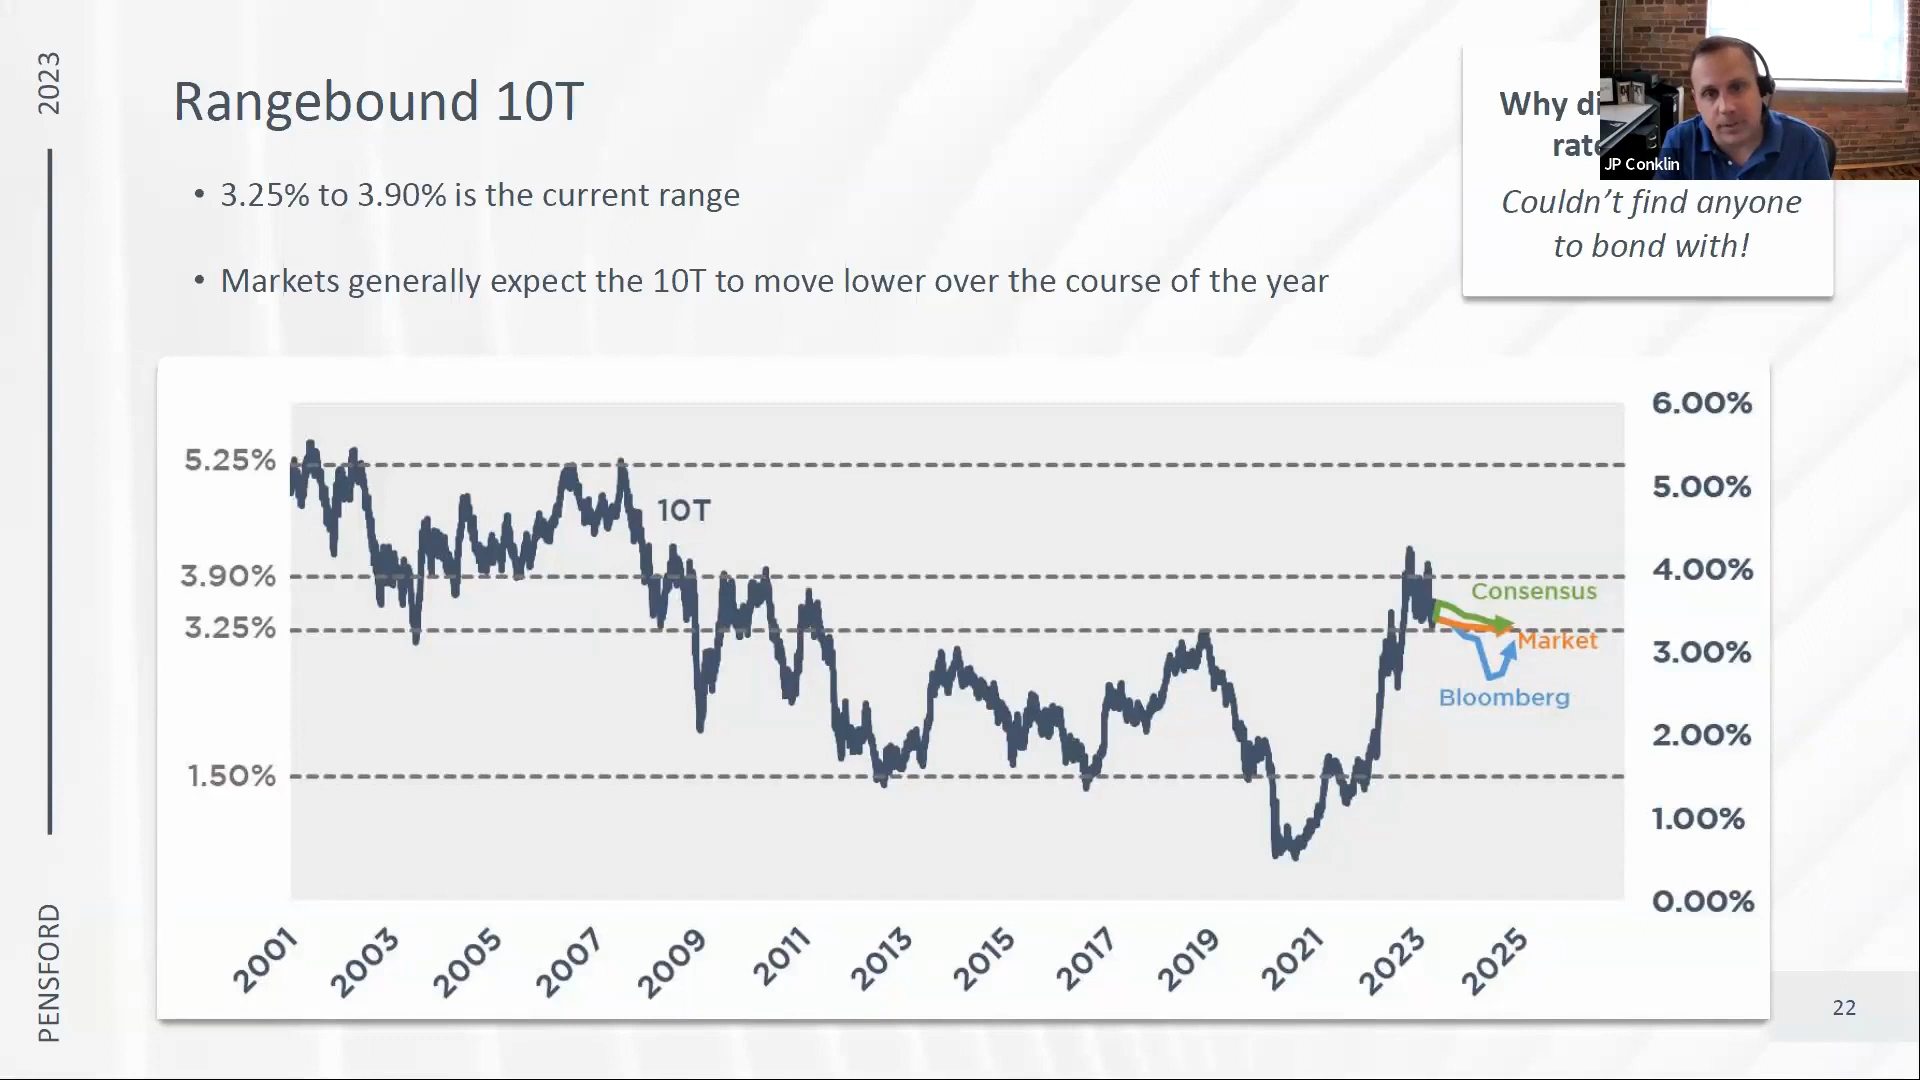 2023
PENSFORD
Rangebound 10T
• 3.25% to 3.90% is the current range
• Markets generally expect the 10T to move lower over the course of the year
Why
Couldn't find anyone
to bond with!
JP Conklin
5.25%
3.90%
3.25%
1.50%
10T
Consensus
Market
Bloomberg
6.00%
5.00%
4.00%
3.00%
2.00%
1.00%
0.00%
2001
2003
2005
2007
2009
2011
2013
2015
2017
2019
2021
2023
2025
22